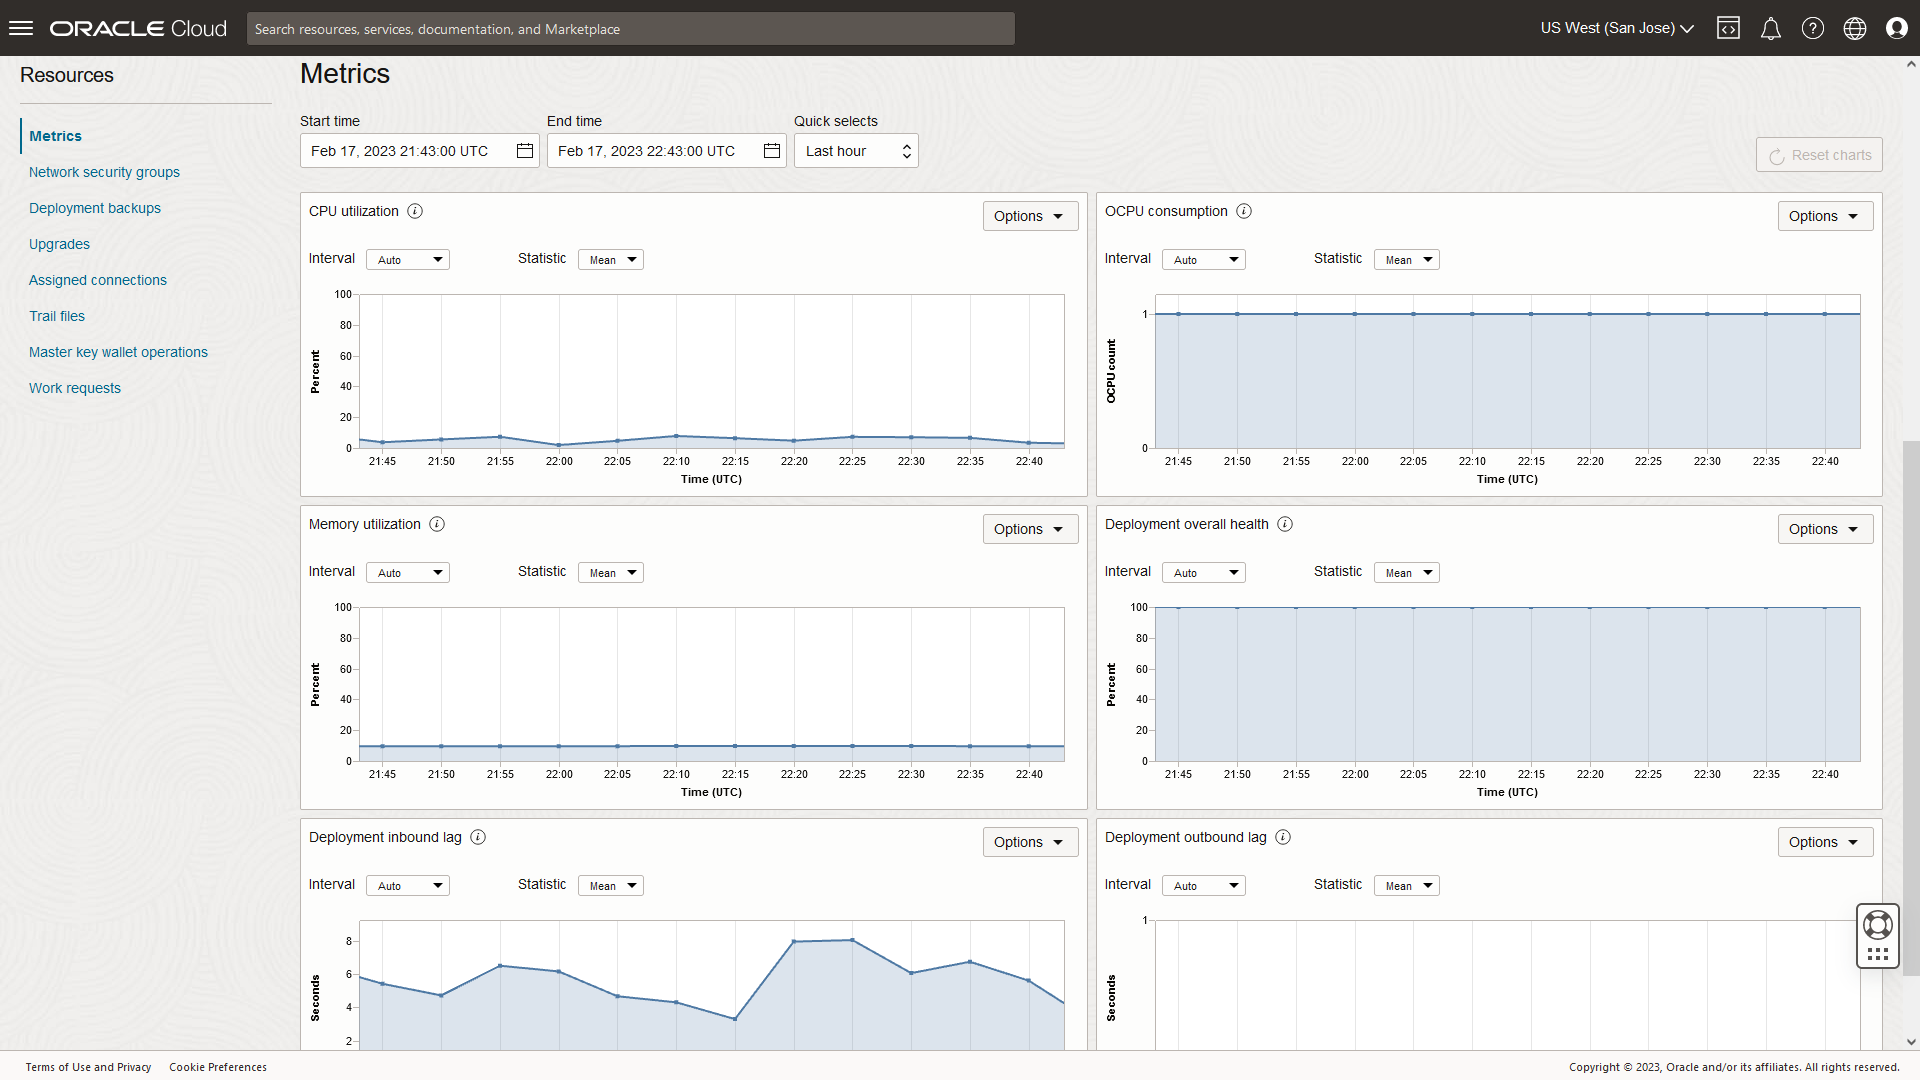 ORACLE Cloud
Search resources, services, documentation, and Marketplace
US West (San Jose)
Resources
Metrics
Network security groups
Deployment backups
Upgrades
Assigned connections
Trail files
Master key wallet operations
Work requests
Metrics
Start time
End time
Quick selects
Feb 17, 2023 21:43:00 UTC
Feb 17, 2023 22:43:00 UTC
Last hour
Reset charts
CPU utilization
Options
Interval Auto
Statistic Mean
Percent
100
80
60
40
20
0
21:45 21:50 21:55 22:00 22:05 22:10 22:15 22:20 22:25 22:30 22:35 22:40
Time (UTC)
OCPU consumption
Options
Interval Auto
Statistic Mean
OCPU count
1
0
21:45 21:50 21:55 22:00 22:05 22:10 22:15 22:20 22:25 22:30 22:35 22:40
Time (UTC)
Memory utilization
Options
Interval Auto
Statistic Mean
Percent
100
80
60
40
20
0
21:45 21:50 21:55 22:00 22:05 22:10 22:15 22:20 22:25 22:30 22:35 22:40
Time (UTC)
Deployment overall health
Options
Interval Auto
Statistic Mean
Percent
100
80
60
40
20
0
21:45 21:50 21:55 22:00 22:05 22:10 22:15 22:20 22:25 22:30 22:35 22:40
Time (UTC)
Deployment inbound lag
Options
Interval Auto
Statistic Mean
Seconds
8
6
4
2
Deployment outbound lag
Options
Interval Auto
Statistic Mean
Seconds
1
Terms of Use and Privacy
Cookie Preferences
Copyright © 2023, Oracle and/or its affiliates. All rights reserved.